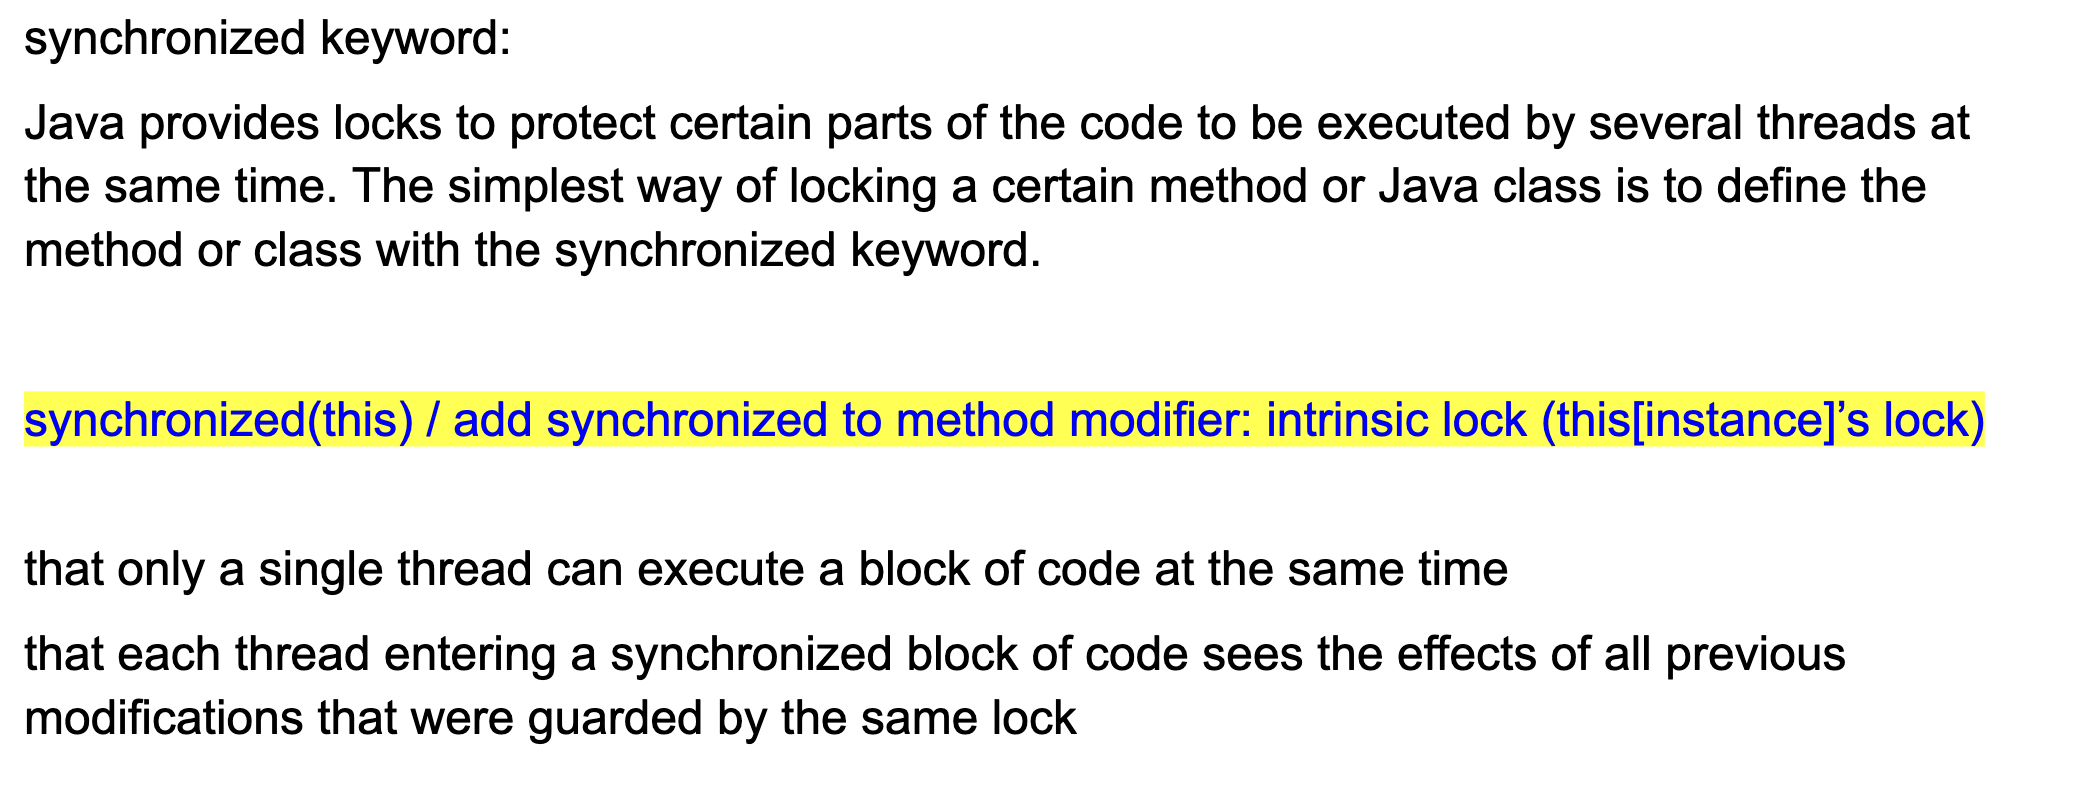 synchronized keyword:
Java provides locks to protect certain parts of the code to be executed by several threads at
the same time. The simplest way of locking a certain method or Java class is to define the
method or class with the synchronized keyword.
synchronized(this) / add synchronized to method modifier: intrinsic lock (this[instance]’s lock)
that only a single thread can execute a block of code at the same time
that each thread entering a synchronized block of code sees the effects of all previous
modifications that were guarded by the same lock